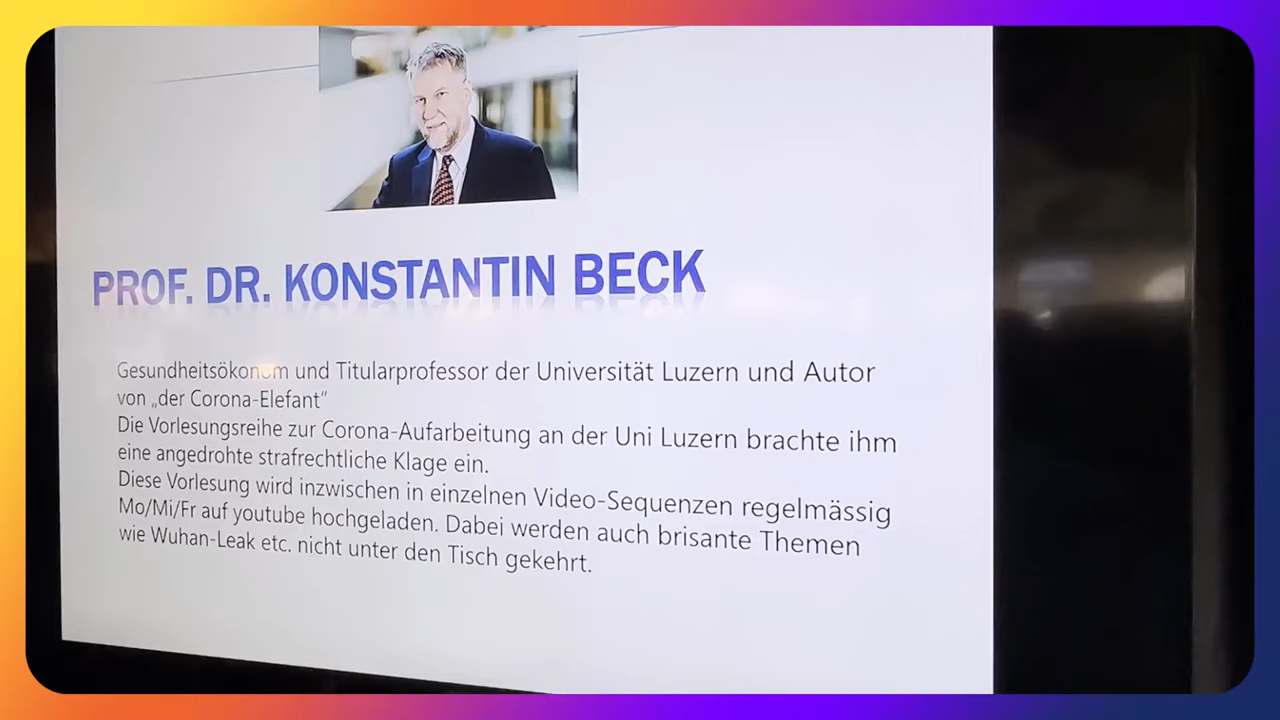 PROF. DR. KONSTANTIN BECK
Gesundheitsökonom und Titularprofessor der Universität Luzern und Autor
von „der Corona-Elefant“
Die Vorlesungsreihe zur Corona-Aufarbeitung an der Uni Luzern brachte ihm
eine angedrohte strafrechtliche Klage ein.
Diese Vorlesung wird inzwischen in einzelnen Video-Sequenzen regelmässig
Mo/Mi/Fr auf youtube hochgeladen. Dabei werden auch brisante Themen
wie Wuhan-Leak etc. nicht unter den Tisch gekehrt.